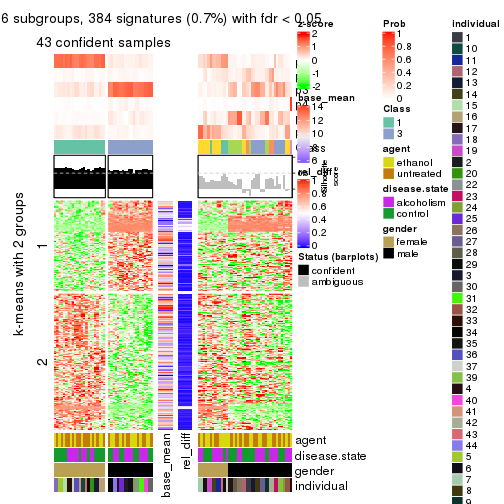 6 subgroups, 384 signatures (0.7%) with fdr < 0.05
43 confident samples
k-means with 2 groups
1
2
z-score
2
1
0
-1
-2
base_mean
14
12
10
8
6
rel_diff
1
0.8
0.6
0.4
0.2
0
Status (barplots)
confident
ambiguous
Prob
1
0.8
0.6
0.4
0.2
0
Class
1
3
agent
ethanol
untreated
disease.state
alcoholism
control
gender
female
male
individual
1
10
11
12
13
14
15
16
17
18
19
2
20
22
23
24
25
26
27
28
29
3
30
31
32
33
34
35
36
37
39
4
40
41
42
43
44
5
6
7
8
9
silhouette
score
base_mean
rel_diff
agent
disease.state
gender
individual